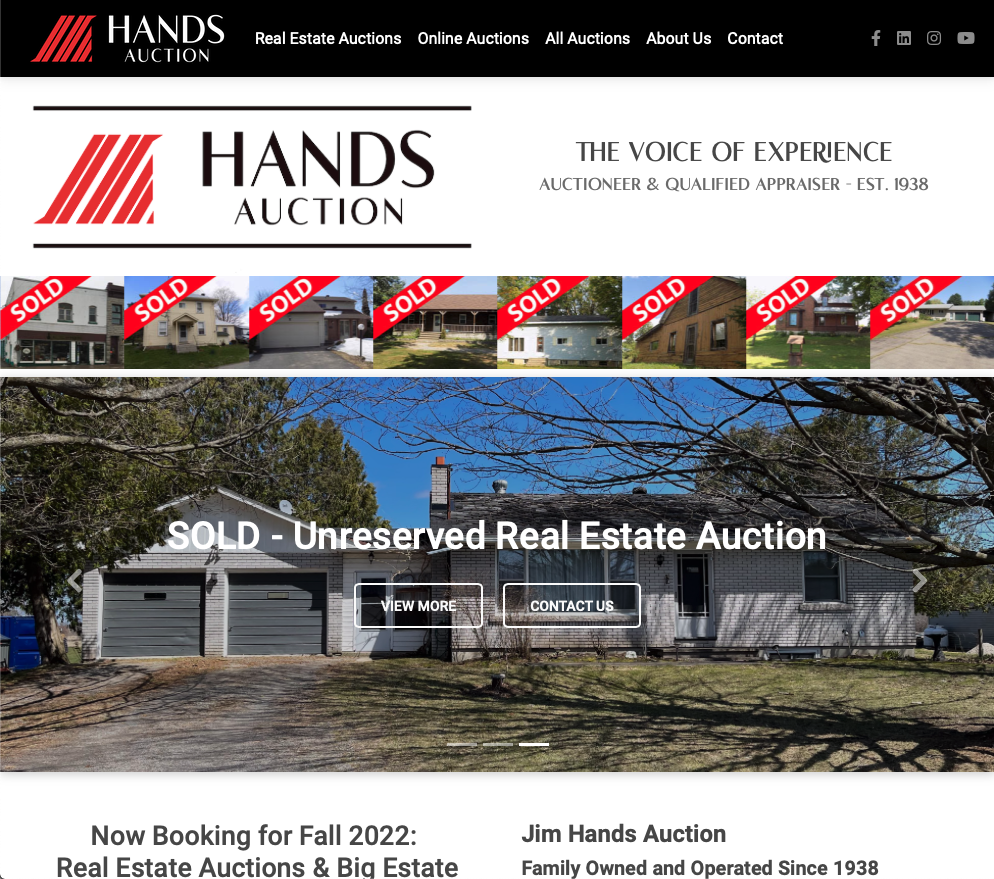 HANDS
AUCTION
Real Estate Auctions Online Auctions All Auctions About Us Contact
HANDS
AUCTION
THE VOICE OF EXPERIENCE
AUCTIONEER & QUALIFIED APPRAISER - EST. 1938
SOLD SOLD SOLD SOLD SOLD SOLD SOLD SOLD
SOLD - Unreserved Real Estate Auction
VIEW MORE CONTACT US
Now Booking for Fall 2022:
Real Estate Auctions & Big Estate
Jim Hands Auction
Family Owned and Operated Since 1938